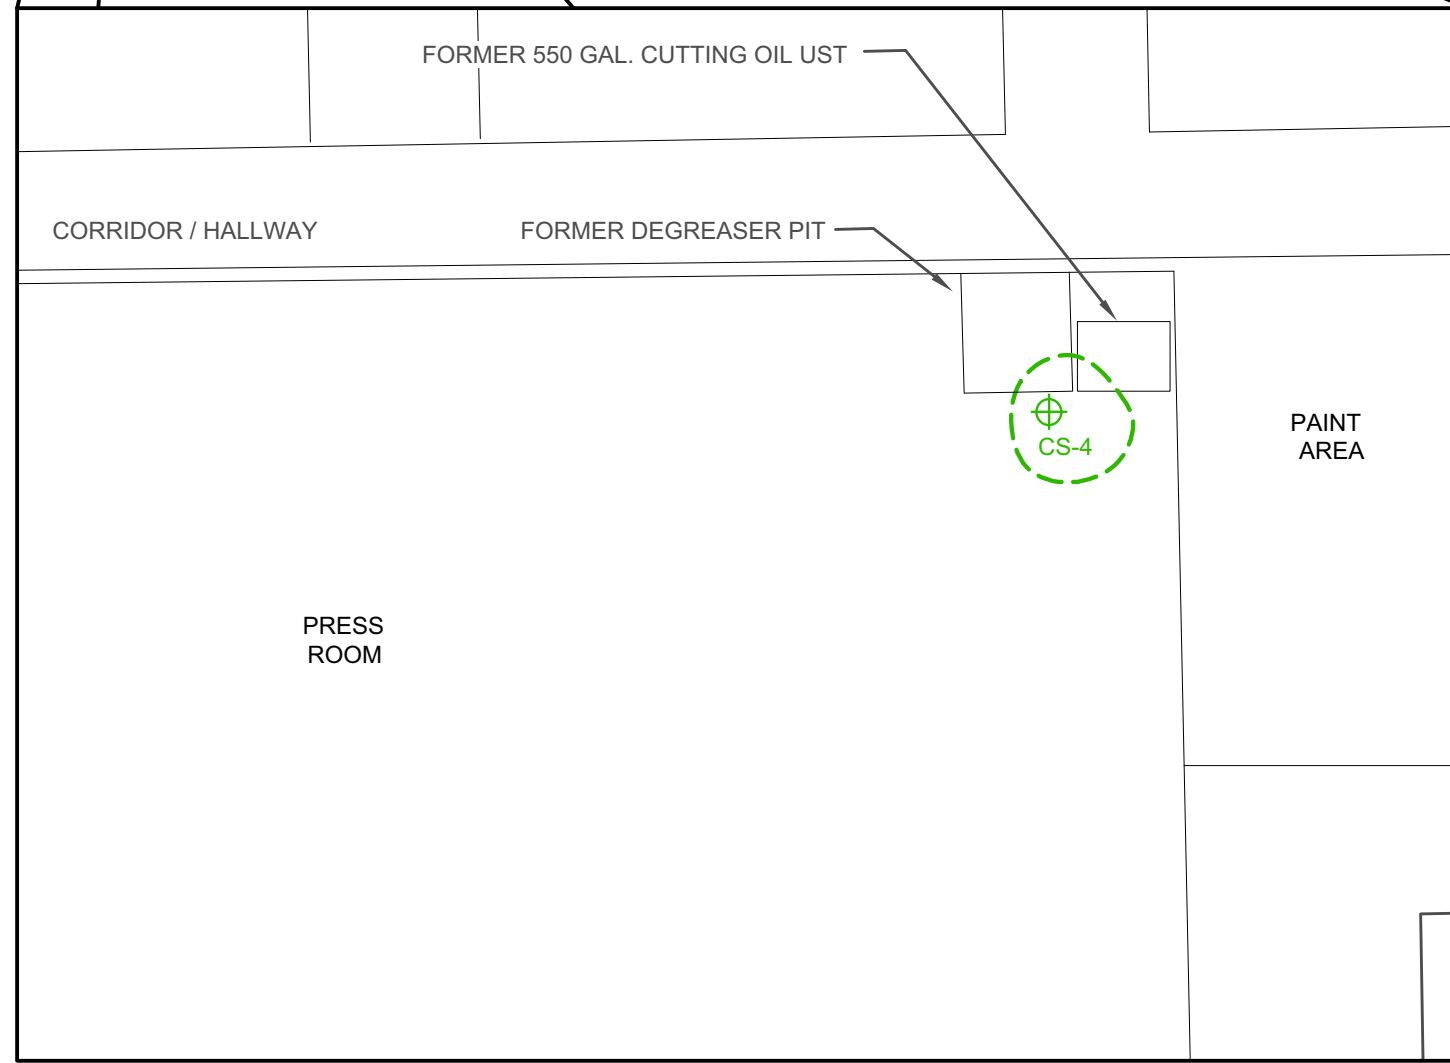 FORMER 550 GAL. CUTTING OIL UST
CORRIDOR / HALLWAY
FORMER DEGREASER PIT
PAINT
AREA
CS-4
PRESS
ROOM